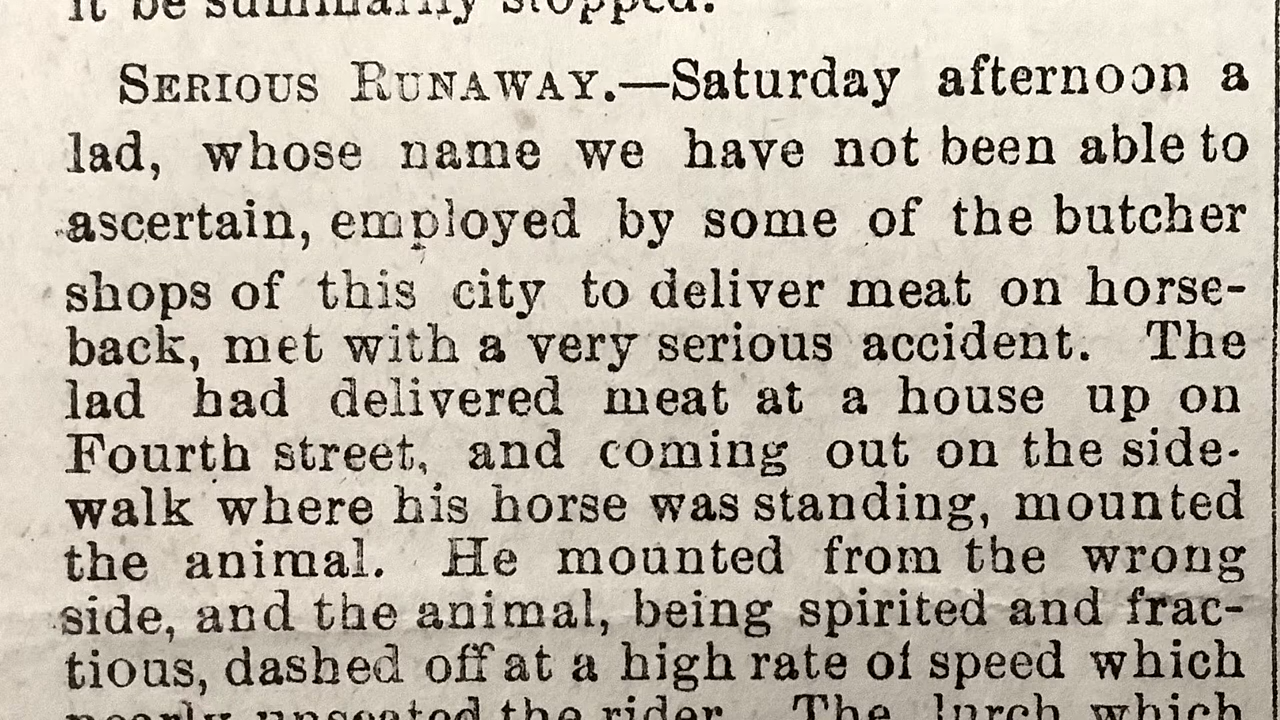 it be summarily stopped.
SERIOUS RUNAWAY.—Saturday afternoon a
lad, whose name we have not been able to
ascertain, employed by some of the butcher
shops of this city to deliver meat on horse-
back, met with a very serious accident. The
lad had delivered meat at a house up on
Fourth street, and coming out on the side-
walk where his horse was standing, mounted
the animal. He mounted from the wrong
side, and the animal, being spirited and frac-
tious, dashed off at a high rate of speed which
nearly unseated the rider. The lurch which